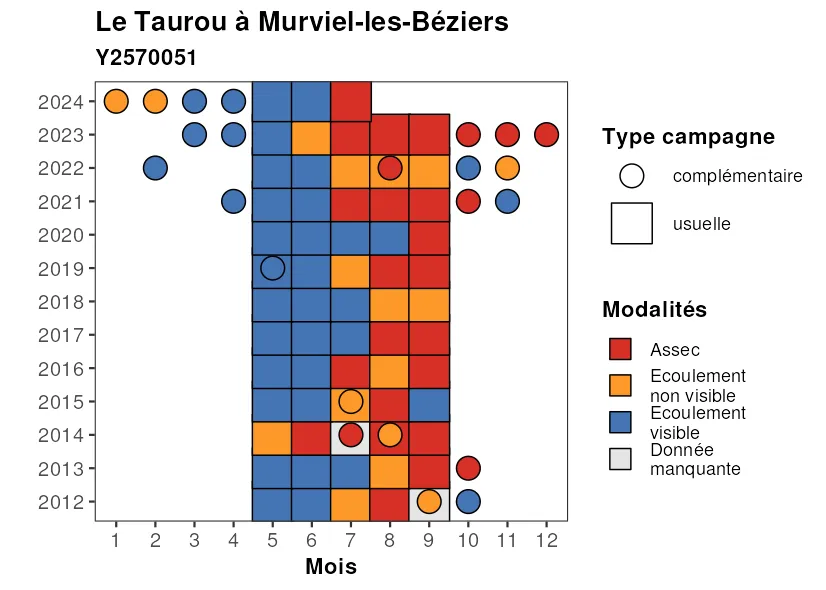 Le Taurou à Murviel-les-Béziers
Y2570051
2024
2023
2022
2021
2020
2019
2018
2017
2016
2015
2014
2013
2012
1 2 3 4 5 6 7 8 9 10 11 12
Mois
Type campagne
complémentaire
usuelle
Modalités
Assec
Ecoulement
non visible
Ecoulement
visible
Donnée
manquante